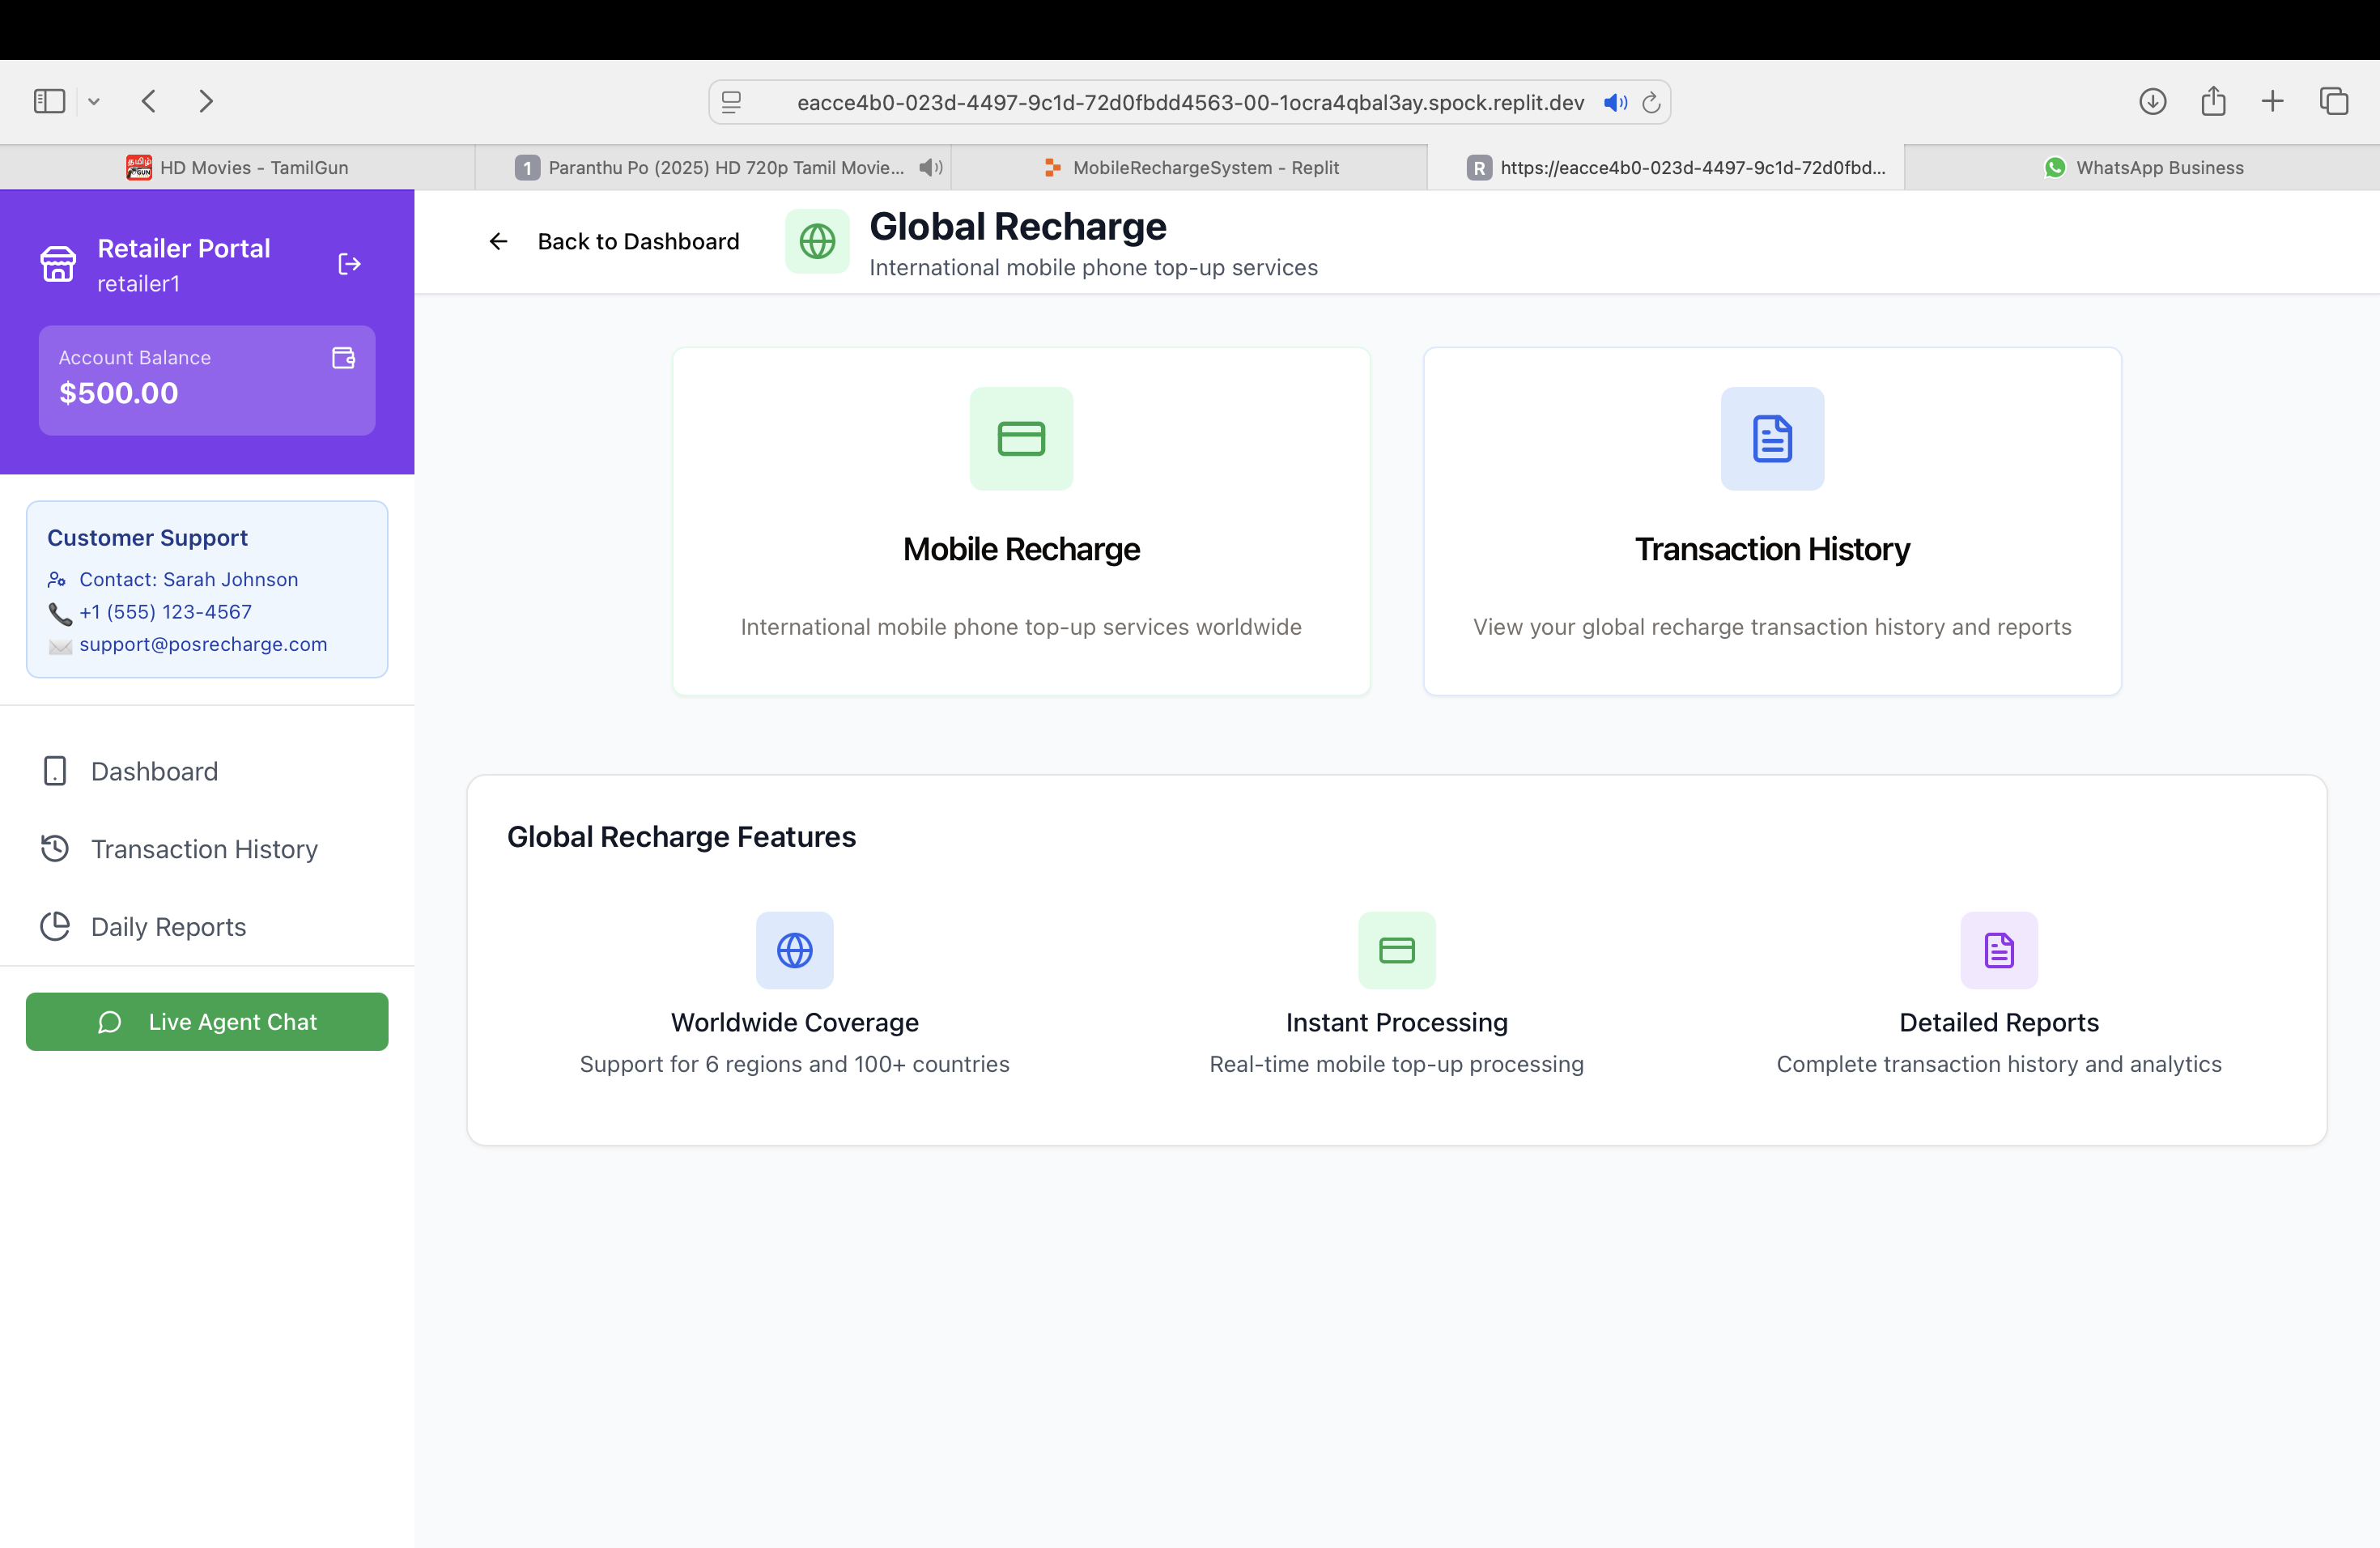 eacce4b0-023d-4497-9c1d-72d0fbdd4563-00-1ocra4qbal3ay.spock.replit.dev
தமிழ்
GUN
HD Movies - TamilGun
1
Paranthu Po (2025) HD 720p Tamil Movie...
MobileRechargeSystem - Replit
R
https://eacce4b0-023d-4497-9c1d-72d0fbd...
WhatsApp Business
Retailer Portal
retailer1
Account Balance
$500.00
Customer Support
Contact: Sarah Johnson
+1 (555) 123-4567
support@posrecharge.com
Dashboard
Transaction History
Daily Reports
Live Agent Chat
Back to Dashboard
Global Recharge
International mobile phone top-up services
Mobile Recharge
International mobile phone top-up services worldwide
Transaction History
View your global recharge transaction history and reports
Global Recharge Features
Worldwide Coverage
Support for 6 regions and 100+ countries
Instant Processing
Real-time mobile top-up processing
Detailed Reports
Complete transaction history and analytics